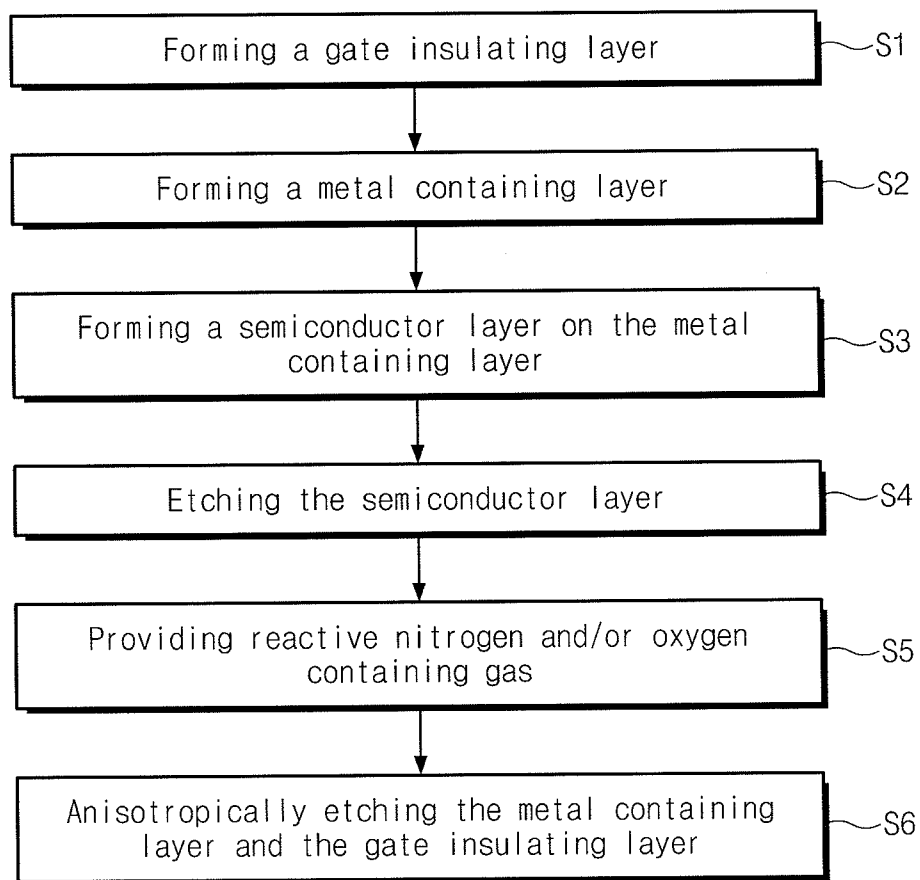 Forming a gate insulating layer
S1
Forming a metal containing layer
S2
Forming a semiconductor layer on the metal
containing layer
S3
Etching the semiconductor layer
S4
Providing reactive nitrogen and/or oxygen
containing gas
S5
Anisotropically etching the metal containing
layer and the gate insulating layer
S6